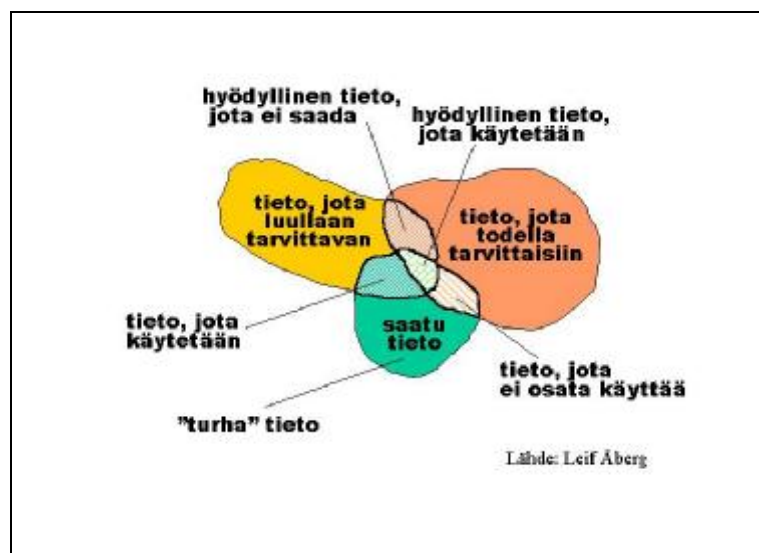 hyödyllinen tieto,
jota ei saada
hyödyllinen tieto,
jota käytetään
tieto, jota
luullaan
tarvittavan
tieto, jota
todella
tarvittaisiin
tieto, jota
käytetään
saatu
tieto
tieto, jota
ei osata käyttää
"turha" tieto
Lähde: Leif Åberg